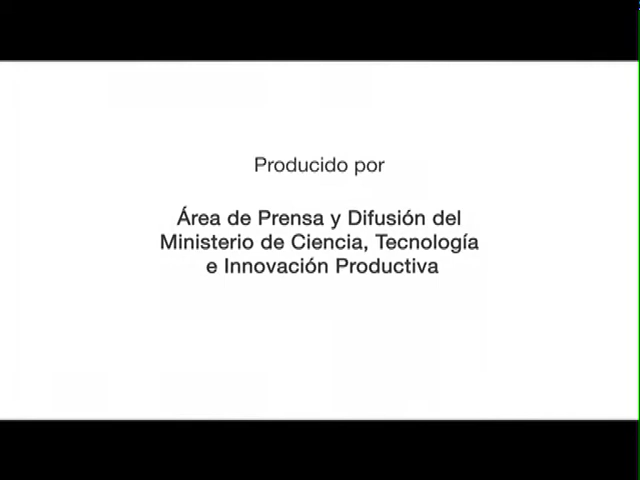 Producido por
Área de Prensa y Difusión del
Ministerio de Ciencia, Tecnología
e Innovación Productiva